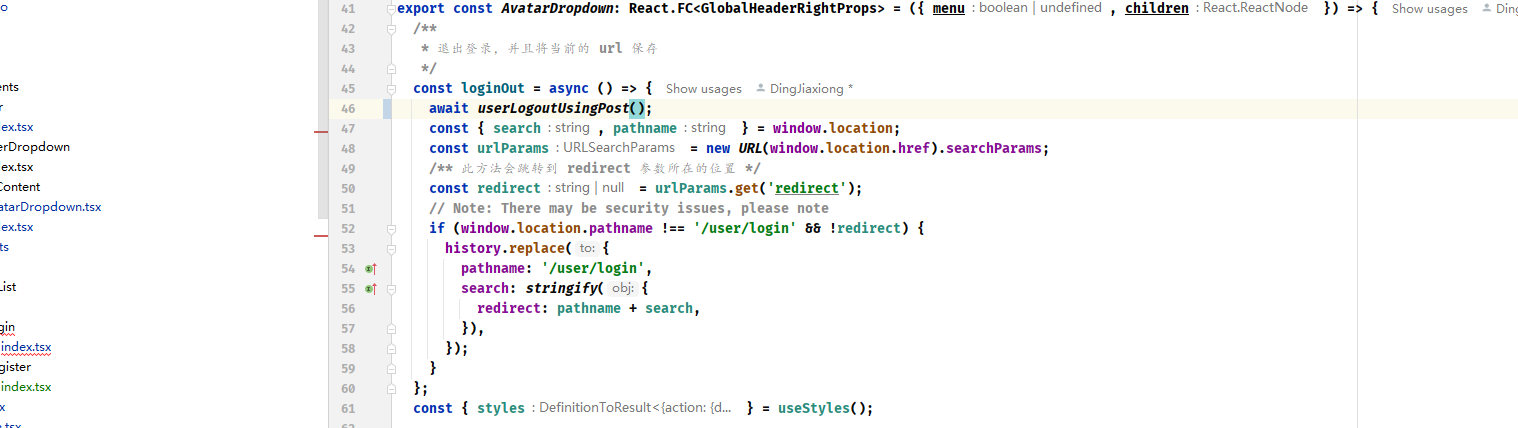 o
41 export const AvatarDropdown: React.FC<GlobalHeaderRightProps> = ({ menu : boolean | undefined , children : React.ReactNode }) => { Show usages Ding
42 /**
43 * 退出登录，并且将当前的 url 保存
44 */
ents 45 const loginOut = async () => { Show usages DingJiaxiong *
r 46 await userLogoutUsingPost();
dex.tsx 47 const { search : string , pathname : string } = window.location;
erDropdown 48 const urlParams : URLSearchParams = new URL(window.location.href).searchParams;
dex.tsx 49 /** 此方法会跳转到 redirect 参数所在的位置 */
Content 50 const redirect : string | null = urlParams.get('redirect');
vatarDropdown.tsx 51 // Note: There may be security issues, please note
dex.tsx 52 if (window.location.pathname !== '/user/login' && !redirect) {
ts 53 history.replace( to: {
54 pathname: '/user/login',
List 55 search: stringify( obj: {
56 redirect: pathname + search,
gin 57 }),
index.tsx 58 });
gister 59 }
index.tsx 60 };
x 61 const { styles : DefinitionToResult<{action: {d... } = useStyles();